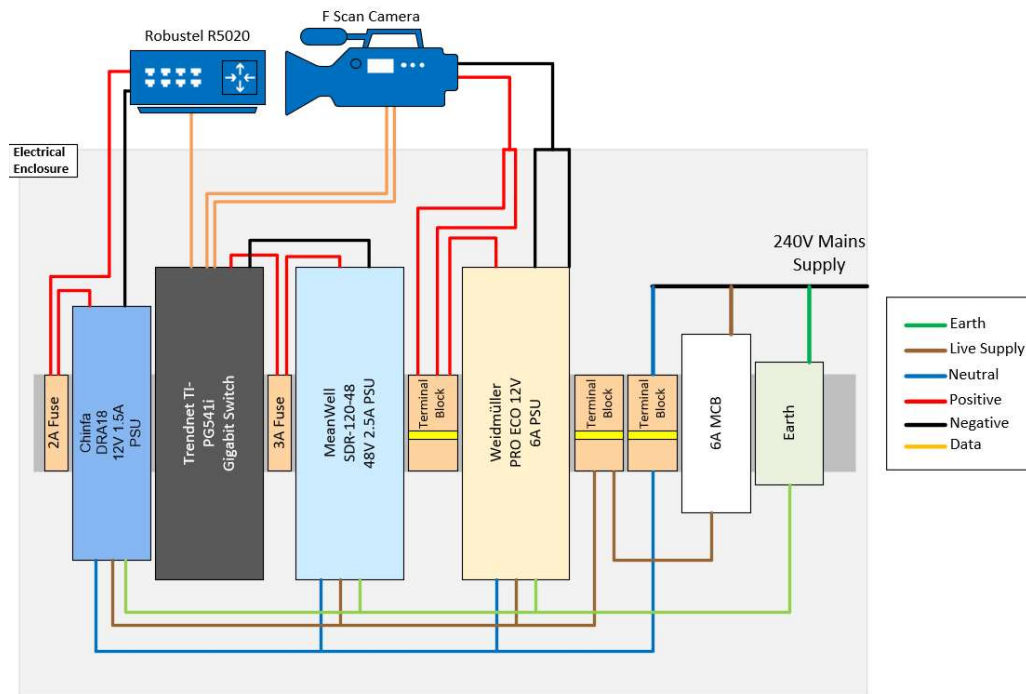 F Scan Camera
Robustel R5020
Electrical
Enclosure
240V Mains
Supply
2A Fuse
Chinfa
DRA18
12V 1.5A
PSU
Trendnet TI-
PG541i
Gigabit Switch
3A Fuse
MeanWell
SDR-120-48
48V 2.5A PSU
Terminal
Block
Weidmüller
PRO ECO 12V
6A PSU
Terminal
Block
Terminal
Block
6A MCB
Earth
Earth
Live Supply
Neutral
Positive
Negative
Data